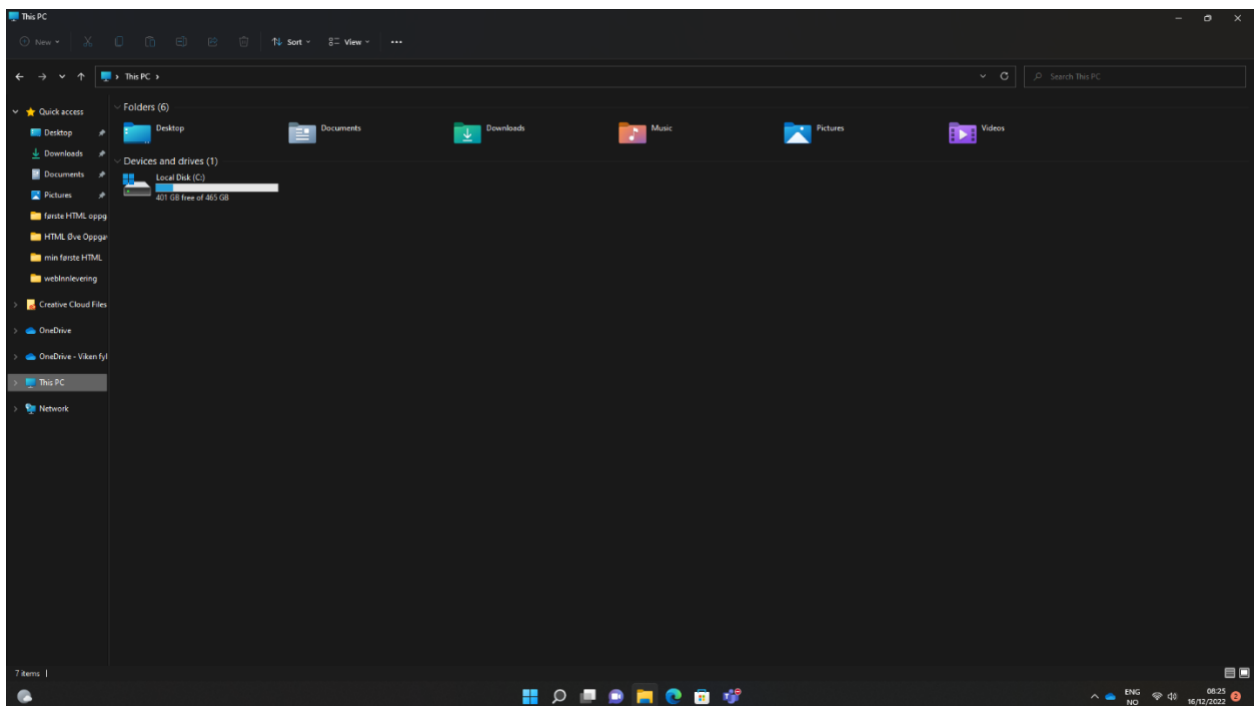 This PC
New
Sort
View
This PC
Search This PC
Quick access
Desktop
Downloads
Documents
Pictures
første HTML oppg
HTML Øve Oppgav
min første HTML
webInnlevering
Creative Cloud Files
OneDrive
OneDrive - Viken fyl
This PC
Network
Folders (6)
Desktop
Documents
Downloads
Music
Pictures
Videos
Devices and drives (1)
Local Disk (C:)
401 GB free of 465 GB
7 items
ENG
NO
08:25
16/12/2022
2